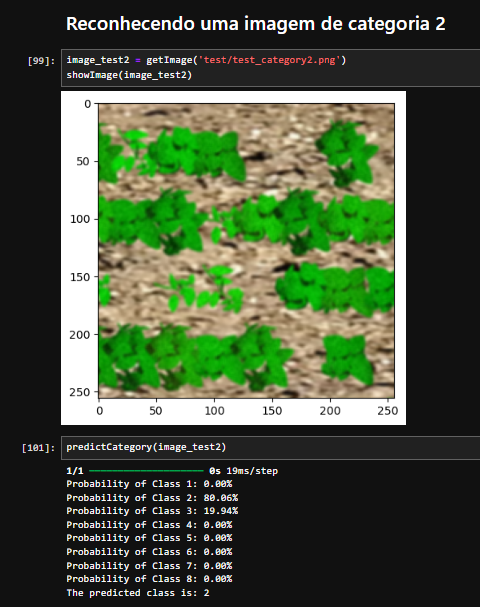 Reconhecendo uma imagem de categoria 2
[99]: image_test2 = getImage('test/test_category2.png')
showImage(image_test2)
0
50
100
150
200
250
0 50 100 150 200 250
[101]: predictCategory(image_test2)
1/1 ━━━━━━━━━━━━━━━━━━━━ 0s 19ms/step
Probability of Class 1: 0.00%
Probability of Class 2: 80.06%
Probability of Class 3: 19.94%
Probability of Class 4: 0.00%
Probability of Class 5: 0.00%
Probability of Class 6: 0.00%
Probability of Class 7: 0.00%
Probability of Class 8: 0.00%
The predicted class is: 2